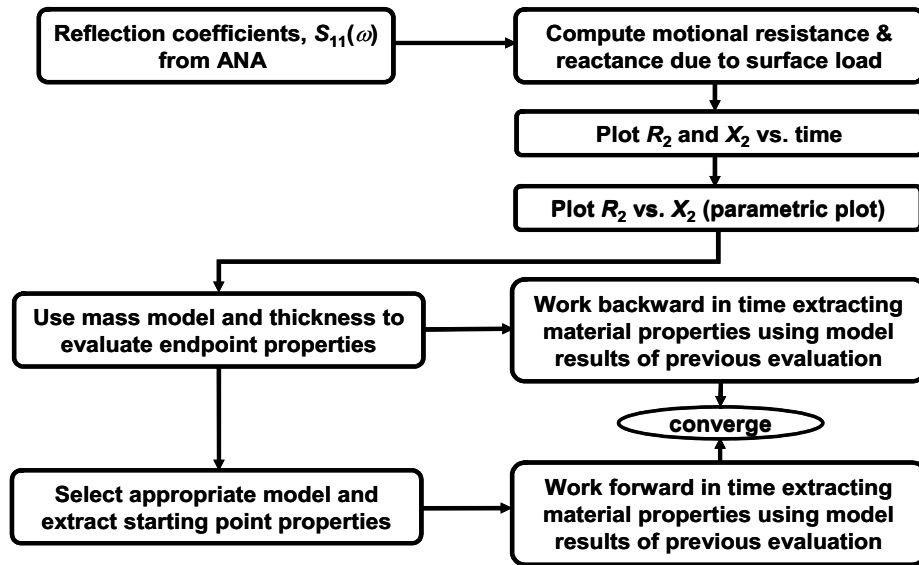 Reflection coefficients, S₁₁(ω)
from ANA
Compute motional resistance &
reactance due to surface load
Plot R₂ and X₂ vs. time
Plot R₂ vs. X₂ (parametric plot)
Use mass model and thickness to
evaluate endpoint properties
Work backward in time extracting
material properties using model
results of previous evaluation
converge
Select appropriate model and
extract starting point properties
Work forward in time extracting
material properties using model
results of previous evaluation